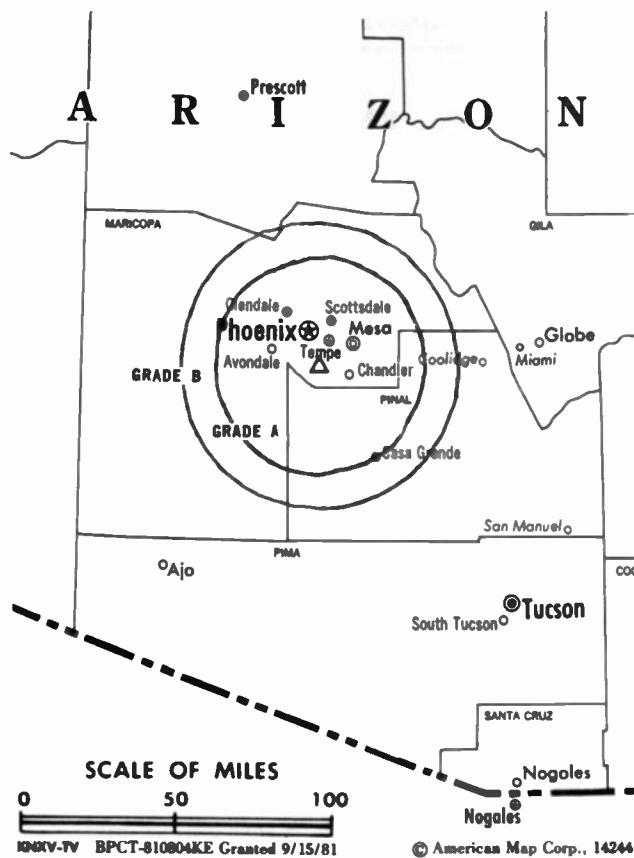 Prescott
A R I Z O N
MARICOPA
GILA
Glendale
Scottsdale
Phoenix
Mesa
Tempe
Globe
Avondale
Chandler
Coolidge
Miami
GRADE B
PINAL
GRADE A
Casa Grande
San Manuel
PIMA
Ajo
COC
Tucson
South Tucson
SANTA CRUZ
SCALE OF MILES
Nogales
0 50 100
Nogales
KNXV-TV BPCT-810804KE Granted 9/15/81
© American Map Corp., 14244